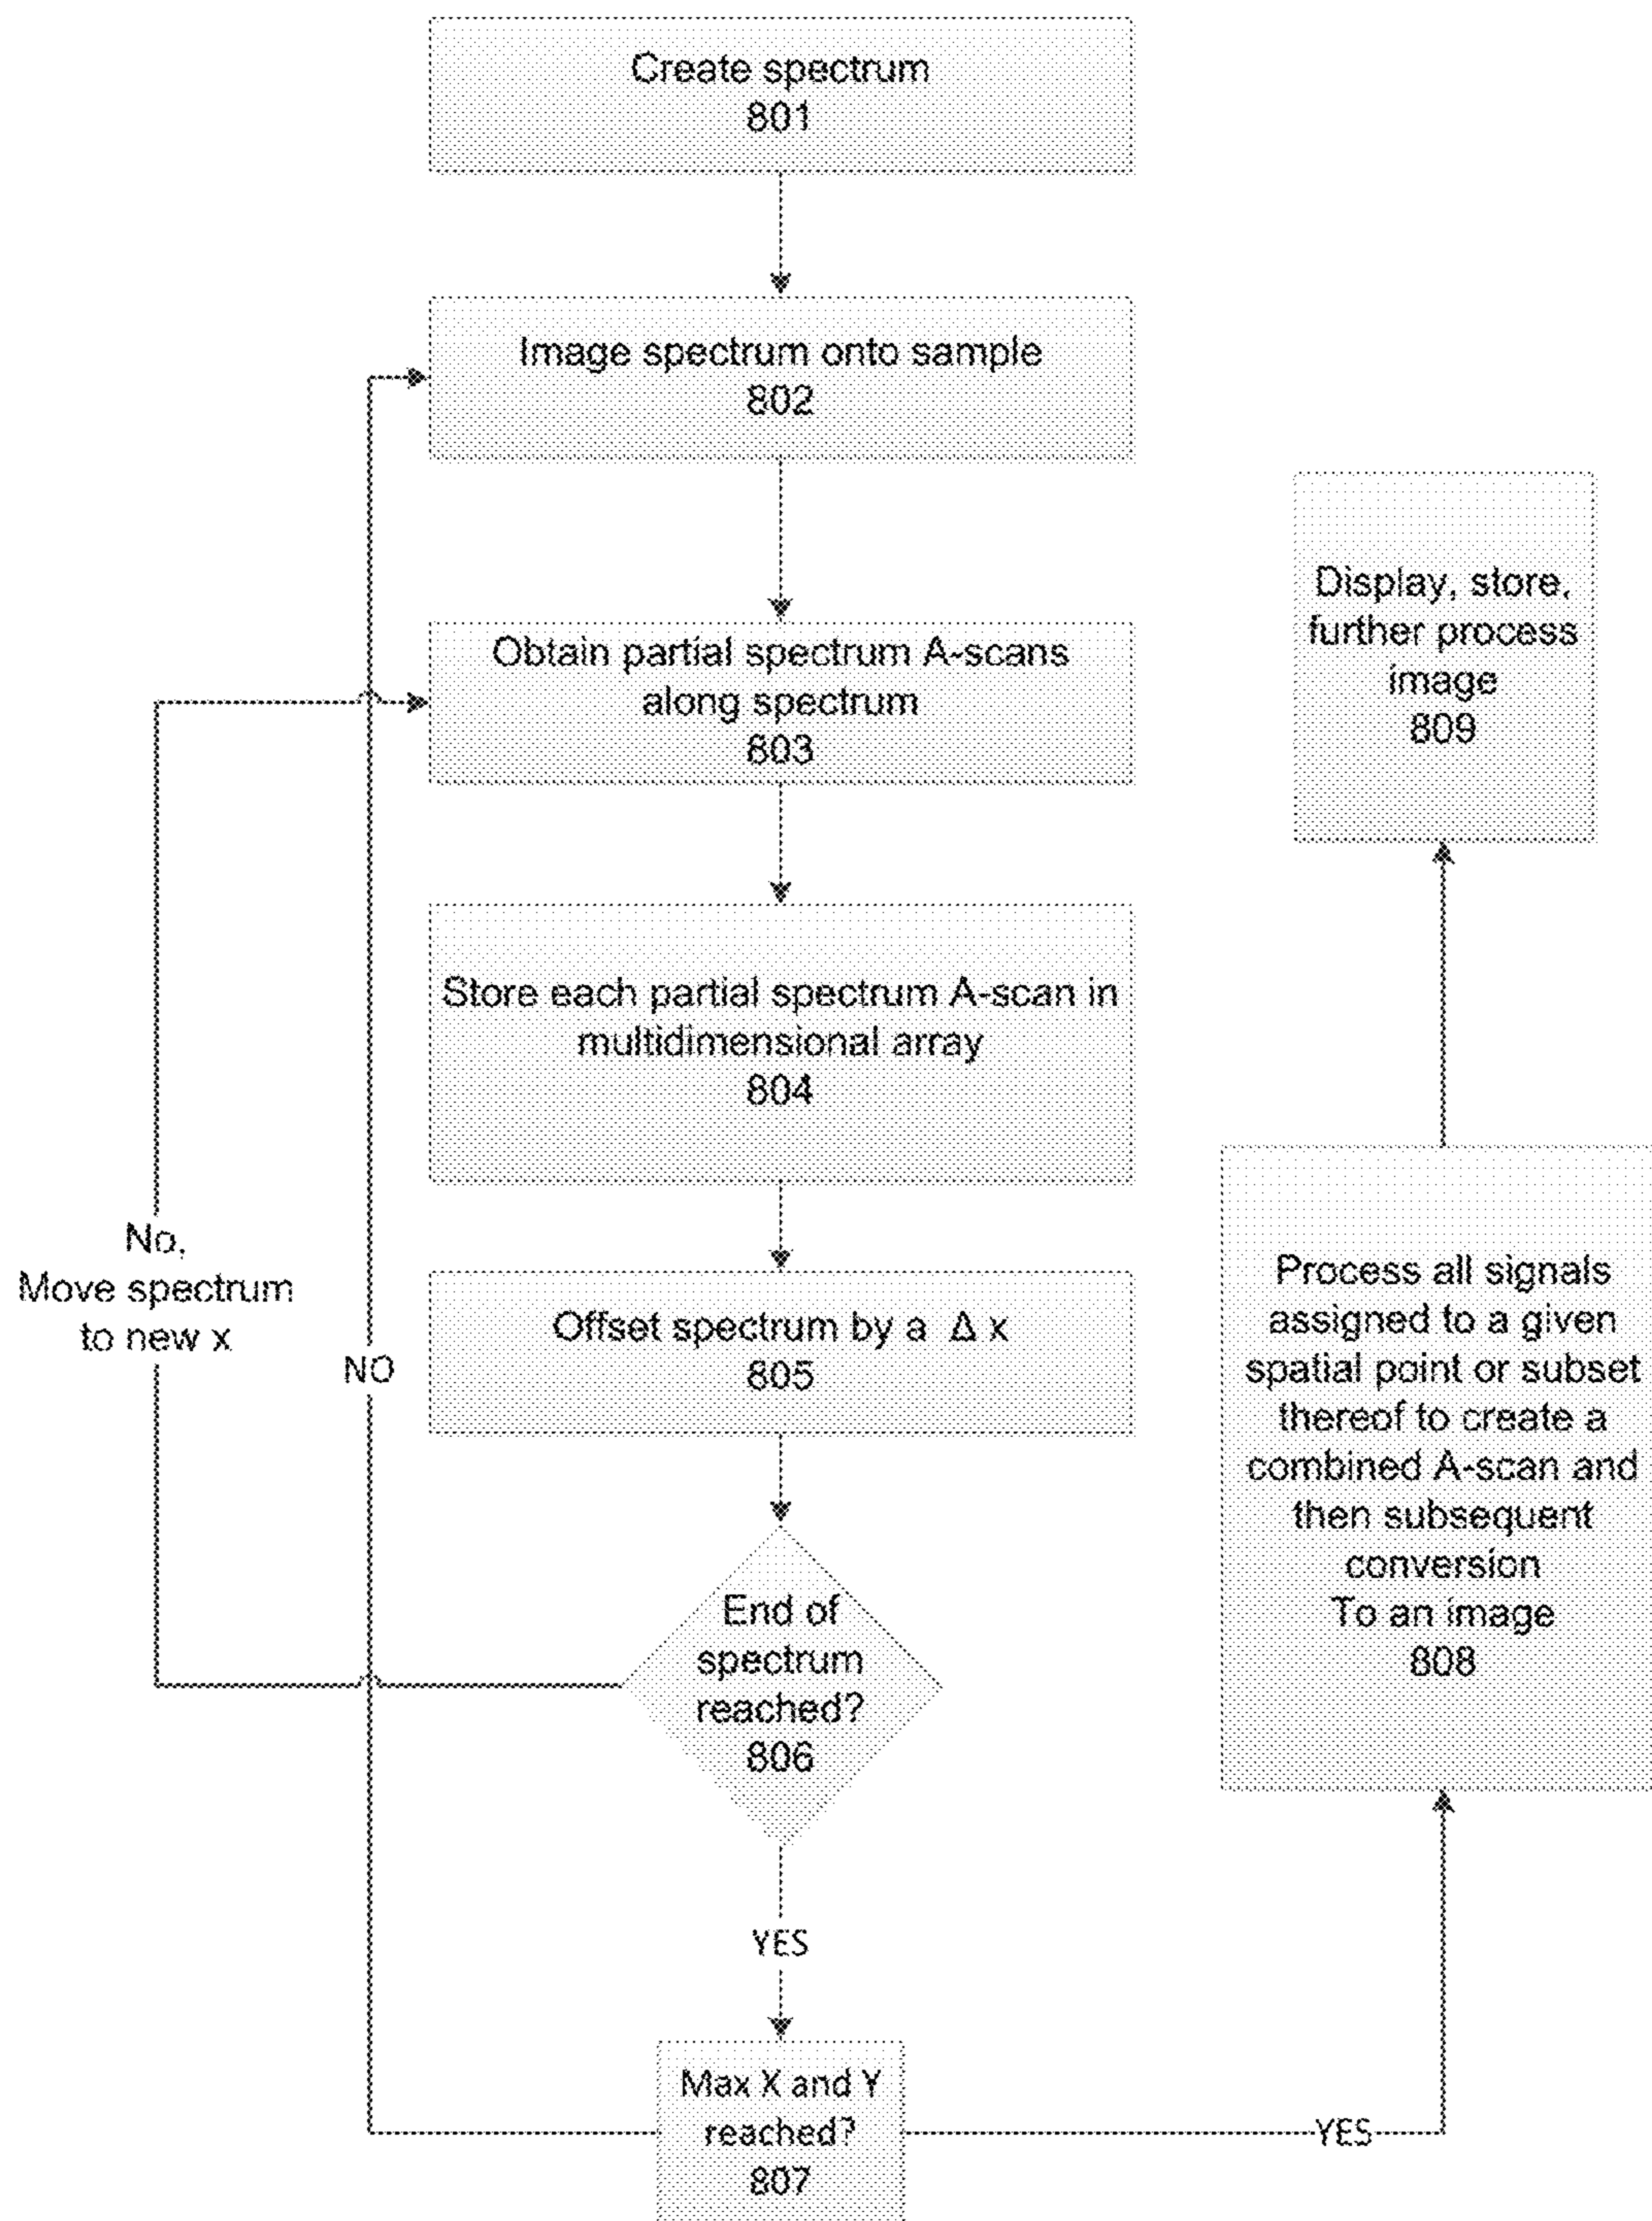 Create spectrum
801
Image spectrum onto sample
802
Obtain partial spectrum A-scans
along spectrum
803
Store each partial spectrum A-scan in
multidimensional array
804
Offset spectrum by a Δ x
805
End of
spectrum
reached?
806
No,
Move spectrum
to new x
NO
YES
Max X and Y
reached?
807
YES
Process all signals
assigned to a given
spatial point or subset
thereof to create a
combined A-scan and
then subsequent
conversion
To an image
808
Display, store,
further process
image
809